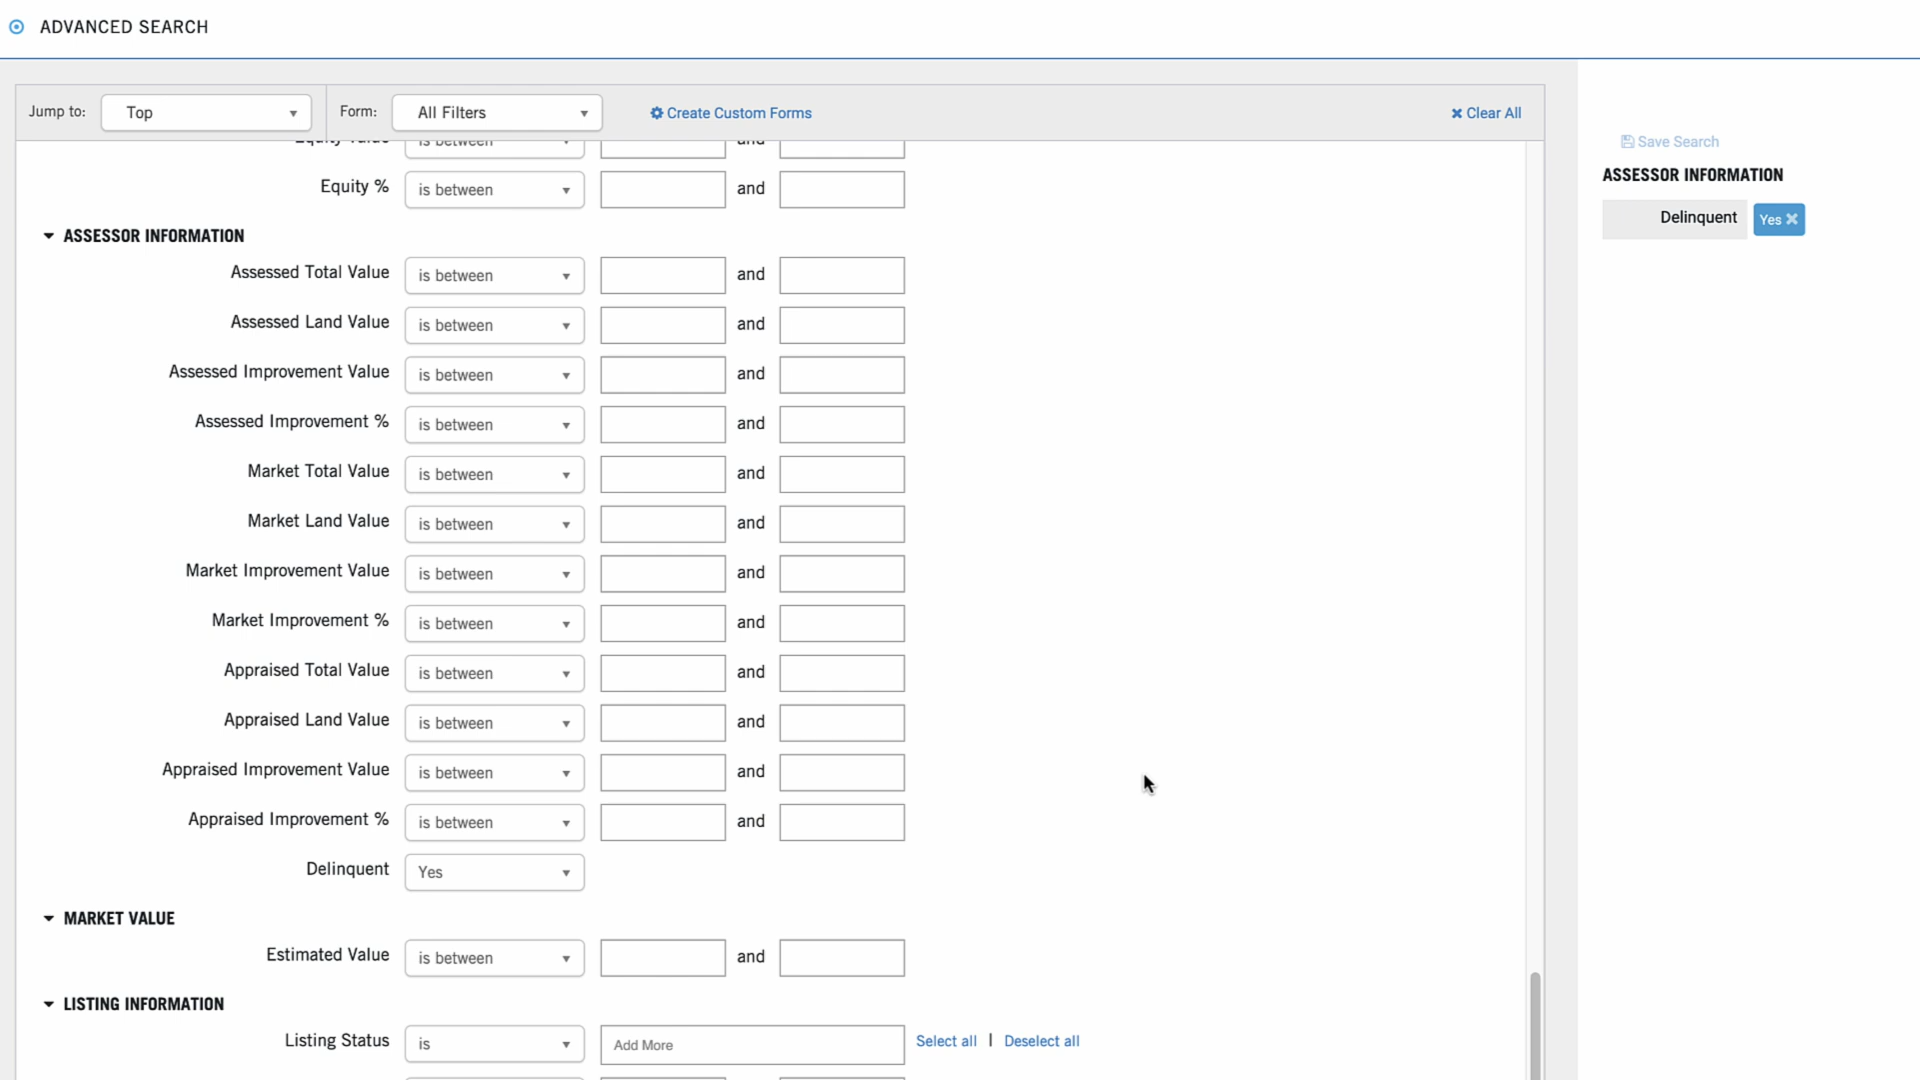 ADVANCED SEARCH
Jump to: Top Form: All Filters Create Custom Forms Clear All
Equity Value is between and
Equity % is between and
ASSESSOR INFORMATION
Assessed Total Value is between and
Assessed Land Value is between and
Assessed Improvement Value is between and
Assessed Improvement % is between and
Market Total Value is between and
Market Land Value is between and
Market Improvement Value is between and
Market Improvement % is between and
Appraised Total Value is between and
Appraised Land Value is between and
Appraised Improvement Value is between and
Appraised Improvement % is between and
Delinquent Yes
MARKET VALUE
Estimated Value is between and
LISTING INFORMATION
Listing Status is Add More Select all | Deselect all
Save Search
ASSESSOR INFORMATION
Delinquent Yes